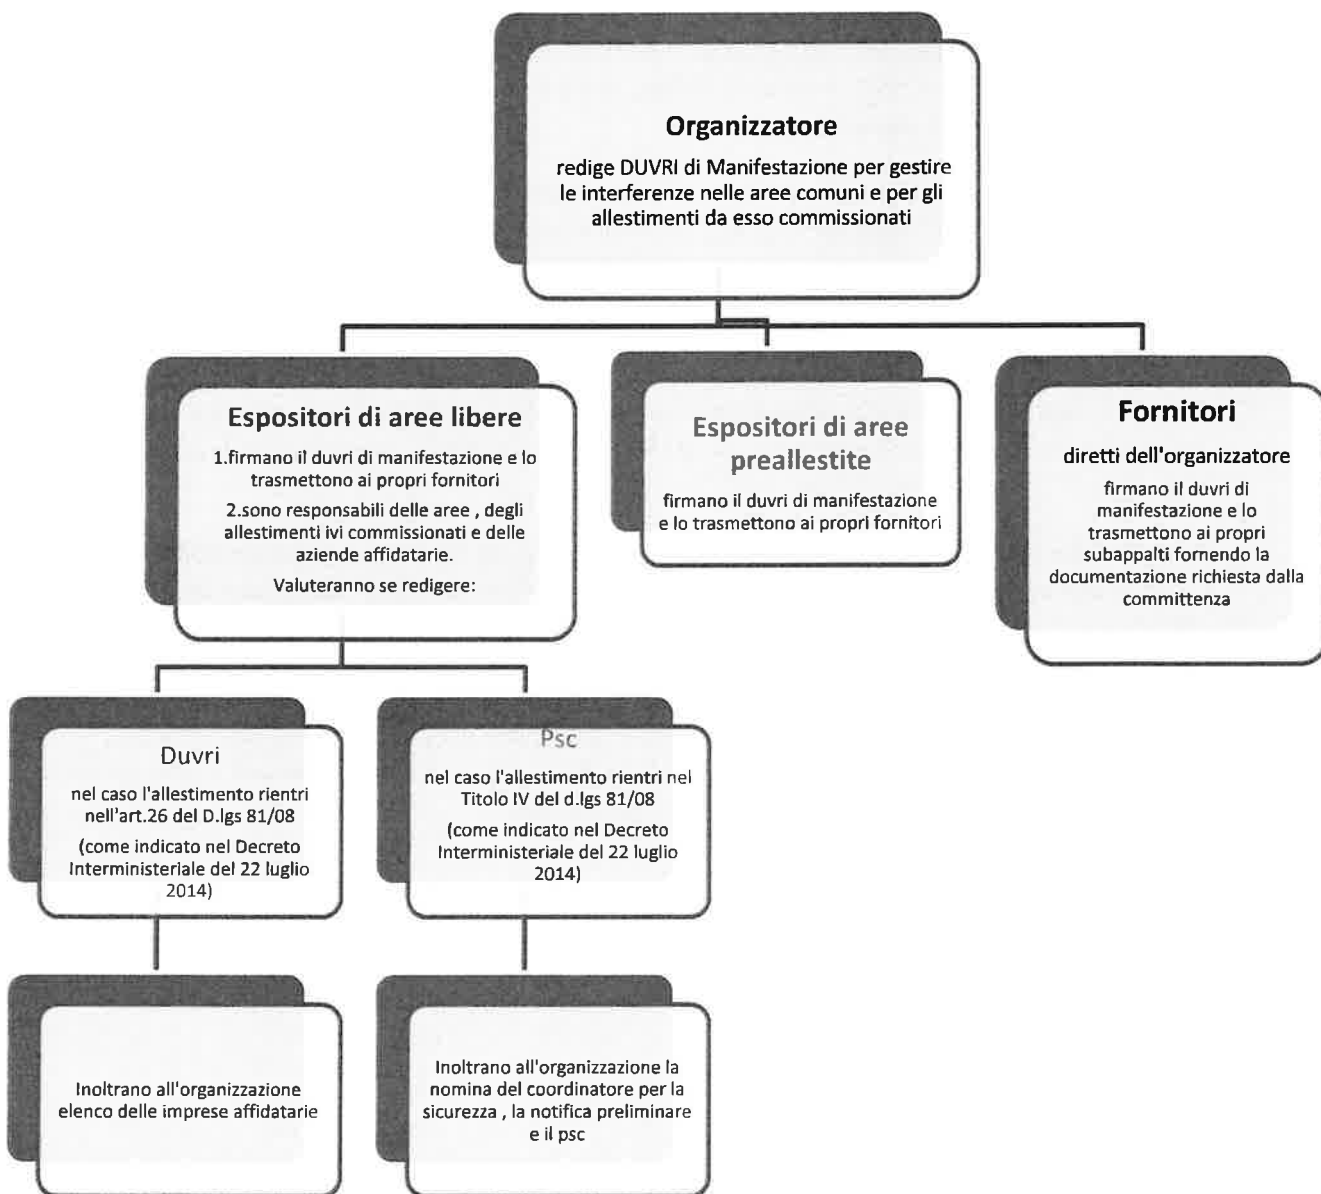 Organizzatore
redige DUVRI di Manifestazione per gestire
le interferenze nelle aree comuni e per gli
allestimenti da esso commissionati
Espositori di aree libere
1.firmano il duvri di manifestazione e lo
trasmettono ai propri fornitori
2.sono responsabili delle aree , degli
allestimenti ivi commissionati e delle
aziende affidatarie.
Valuteranno se redigere:
Espositori di aree
preallestite
firmano il duvri di manifestazione
e lo trasmettono ai propri fornitori
Fornitori
diretti dell'organizzatore
firmano il duvri di
manifestazione e lo
trasmettono ai propri
subappalti fornendo la
documentazione richiesta dalla
committenza
Duvri
nel caso l'allestimento rientri
nell'art.26 del D.lgs 81/08
(come indicato nel Decreto
Interministeriale del 22 luglio
2014)
Psc
nel caso l'allestimento rientri nel
Titolo IV del d.lgs 81/08
(come indicato nel Decreto
Interministeriale del 22 luglio
2014)
Inoltrano all'organizzazione
elenco delle imprese affidatarie
Inoltrano all'organizzazione la
nomina del coordinatore per la
sicurezza , la notifica preliminare
e il psc